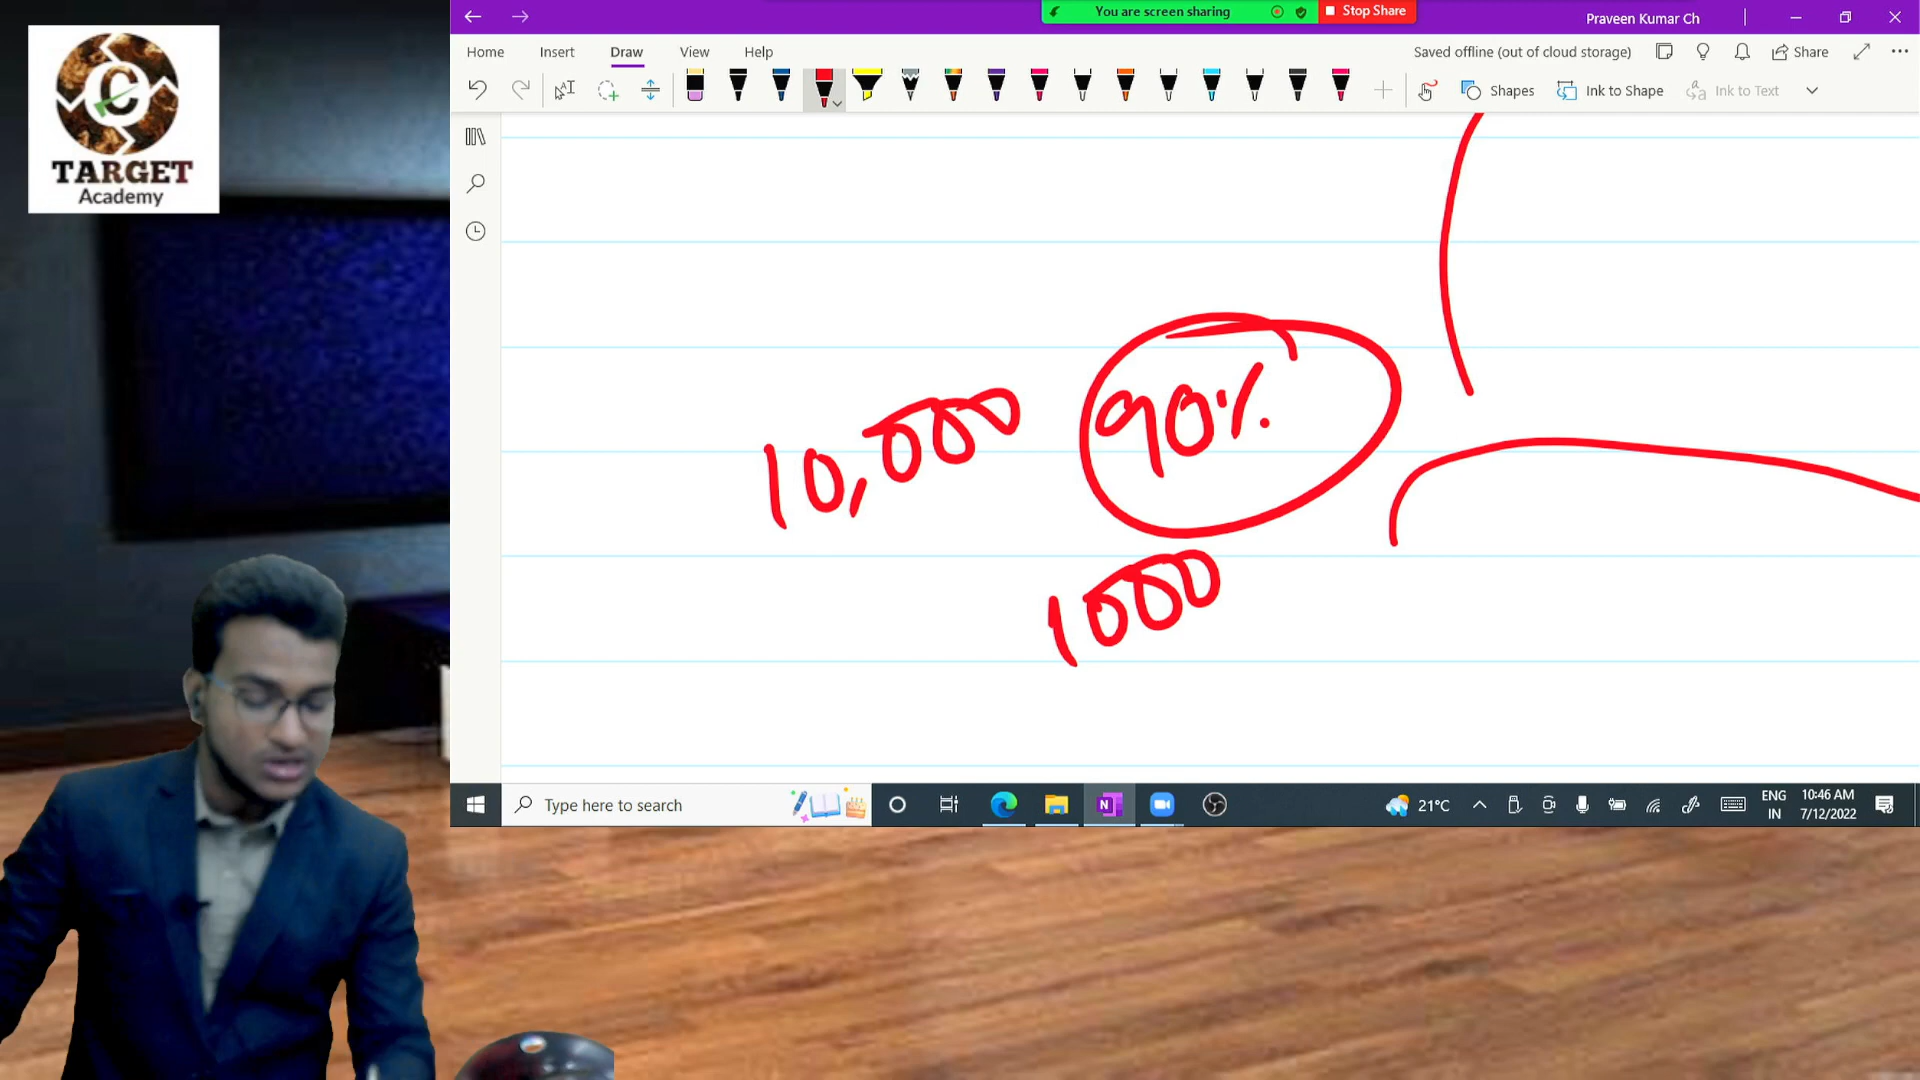 C
TARGET
Academy
You are screen sharing
Stop Share
Praveen Kumar Ch
Home Insert Draw View Help
Saved offline (out of cloud storage)
Share
Shapes
Ink to Shape
Ink to Text
10,000
90%
1000
Type here to search
N
21°C
ENG
IN
10:46 AM
7/12/2022